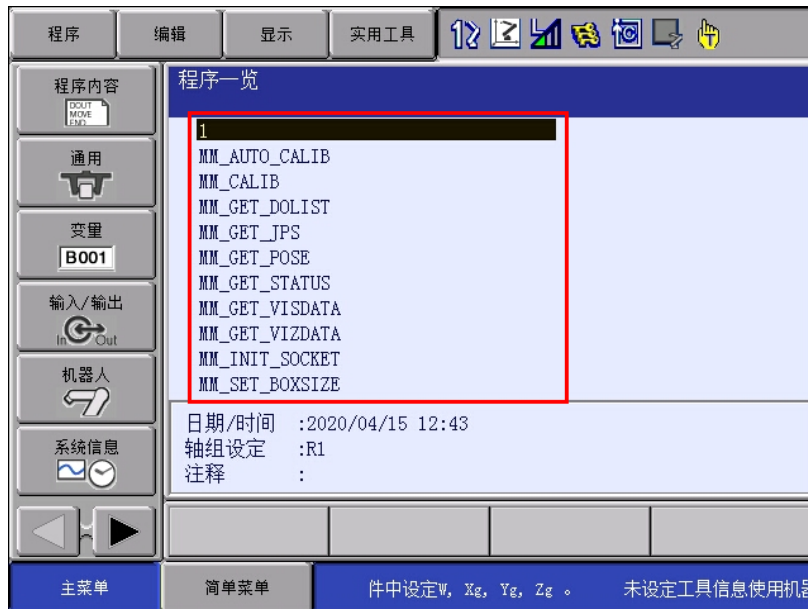 程序 编辑 显示 实用工具
程序内容
DOUT
MOVE
END
通用
变量
B001
输入/输出
In Out
机器人
系统信息
程序一览
1
MM_AUTO_CALIB
MM_CALIB
MM_GET_DOLIST
MM_GET_JPS
MM_GET_POSE
MM_GET_STATUS
MM_GET_VISDATA
MM_GET_VIZDATA
MM_INIT_SOCKET
MM_SET_BOXSIZE
日期/时间 :2020/04/15 12:43
轴组设定 :R1
注释 :
主菜单 简单菜单 件中设定W, Xg, Yg, Zg 。 未设定工具信息使用机